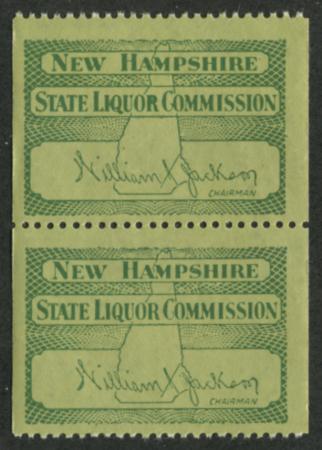 New Hampshire
State Liquor Commission
William S. Jackson
CHAIRMAN
New Hampshire
State Liquor Commission
William S. Jackson
CHAIRMAN